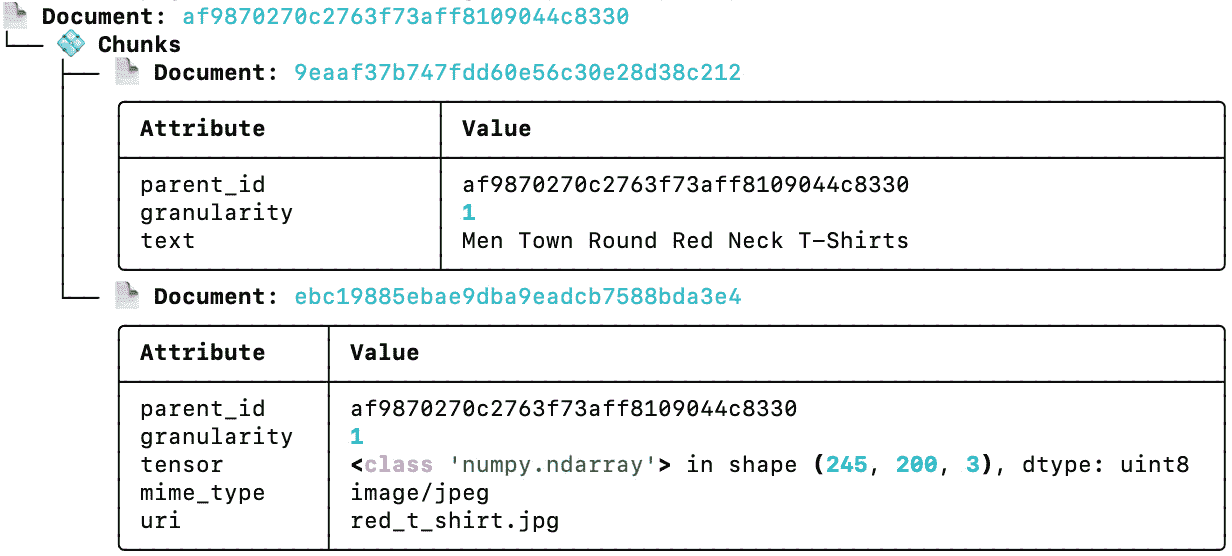 Document: af9870270c2763f73aff8109044c8330
Chunks
Document: 9eaaf37b747fdd60e56c30e28d38c212
Attribute Value
parent_id af9870270c2763f73aff8109044c8330
granularity 1
text Men Town Round Red Neck T-Shirts
Document: ebc19885ebae9dba9eadcb7588bda3e4
Attribute Value
parent_id af9870270c2763f73aff8109044c8330
granularity 1
tensor <class 'numpy.ndarray'> in shape (245, 200, 3), dtype: uint8
mime_type image/jpeg
uri red_t_shirt.jpg